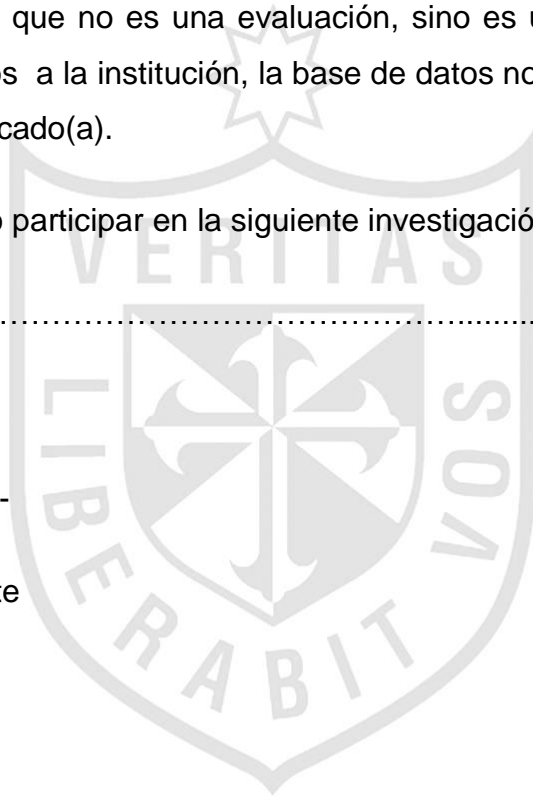 que no es una evaluación, sino es
a la institución, la base de datos no
cado(a).
participar en la siguiente investigació
VERITAS
……………………………………………….........
LIBERABIT VOS
-
te